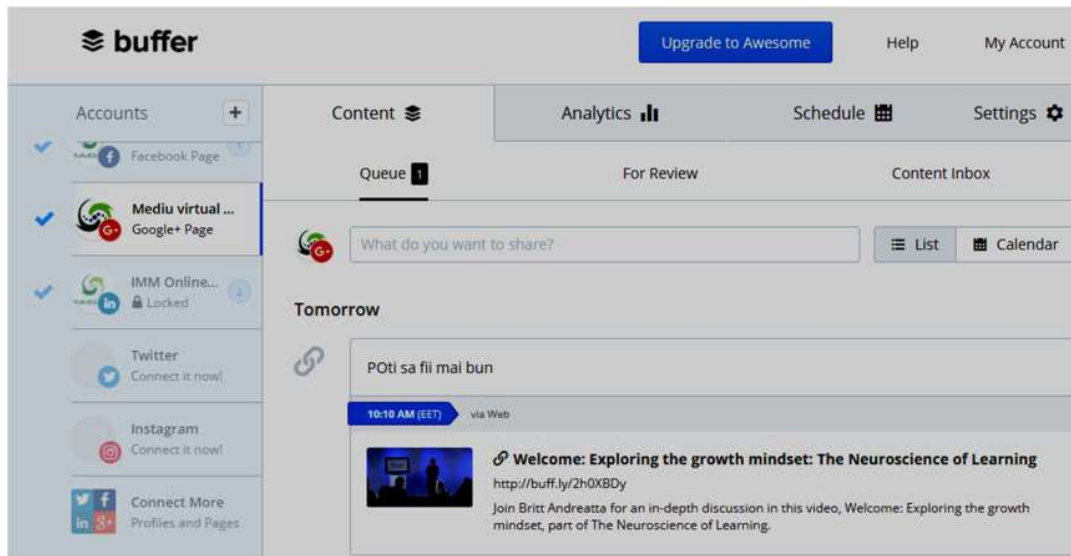 buffer
Upgrade to Awesome
Help
My Account
Accounts
+
Content
Analytics
Schedule
Settings
Facebook Page
Mediu virtual ...
Google+ Page
IMM Online...
Locked
2
Twitter
Connect it now!
Instagram
Connect it now!
Connect More
Profiles and Pages
Queue 1
For Review
Content Inbox
What do you want to share?
List
Calendar
Tomorrow
POti sa fii mai bun
10:10 AM (EET)
via Web
Welcome: Exploring the growth mindset: The Neuroscience of Learning
http://buff.ly/2h0XBDy
Join Britt Andreatta for an in-depth discussion in this video, Welcome: Exploring the growth
mindset, part of The Neuroscience of Learning.